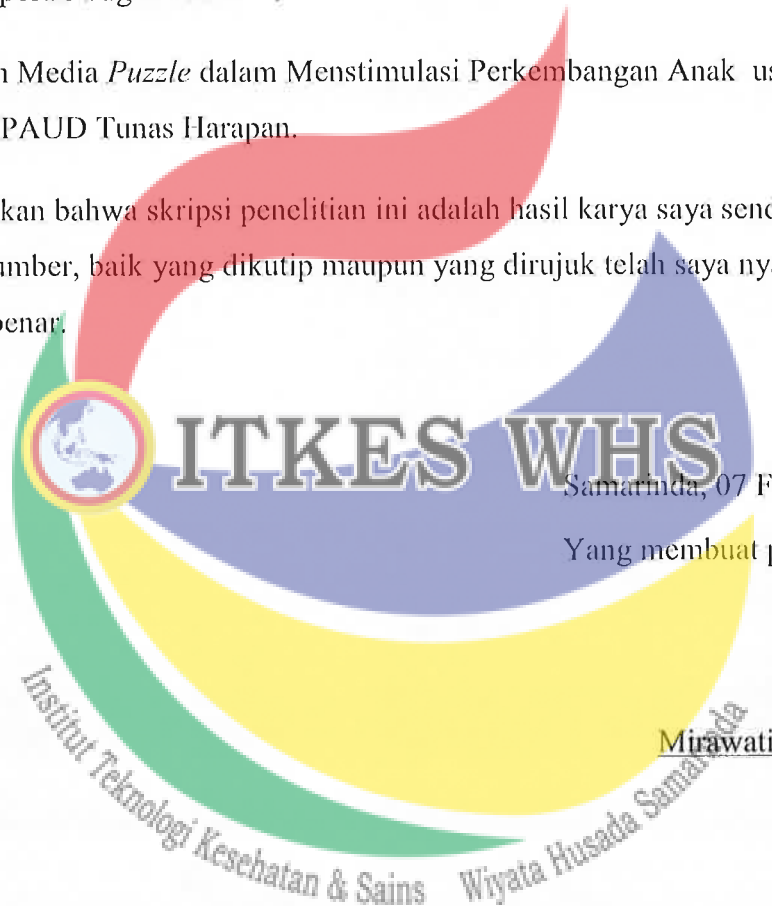 n Media Puzzle dalam Menstimulasi Perkembangan Anak us
PAUD Tunas Harapan.
kan bahwa skripsi penelitian ini adalah hasil karya saya send
umber, baik yang dikutip maupun yang dirujuk telah saya nya
benar.
ITKES WHS
Samarinda, 07 F
Yang membuat p
Mirawati
Institut Teknologi Kesehatan & Sains Wiyata Husada Samarinda